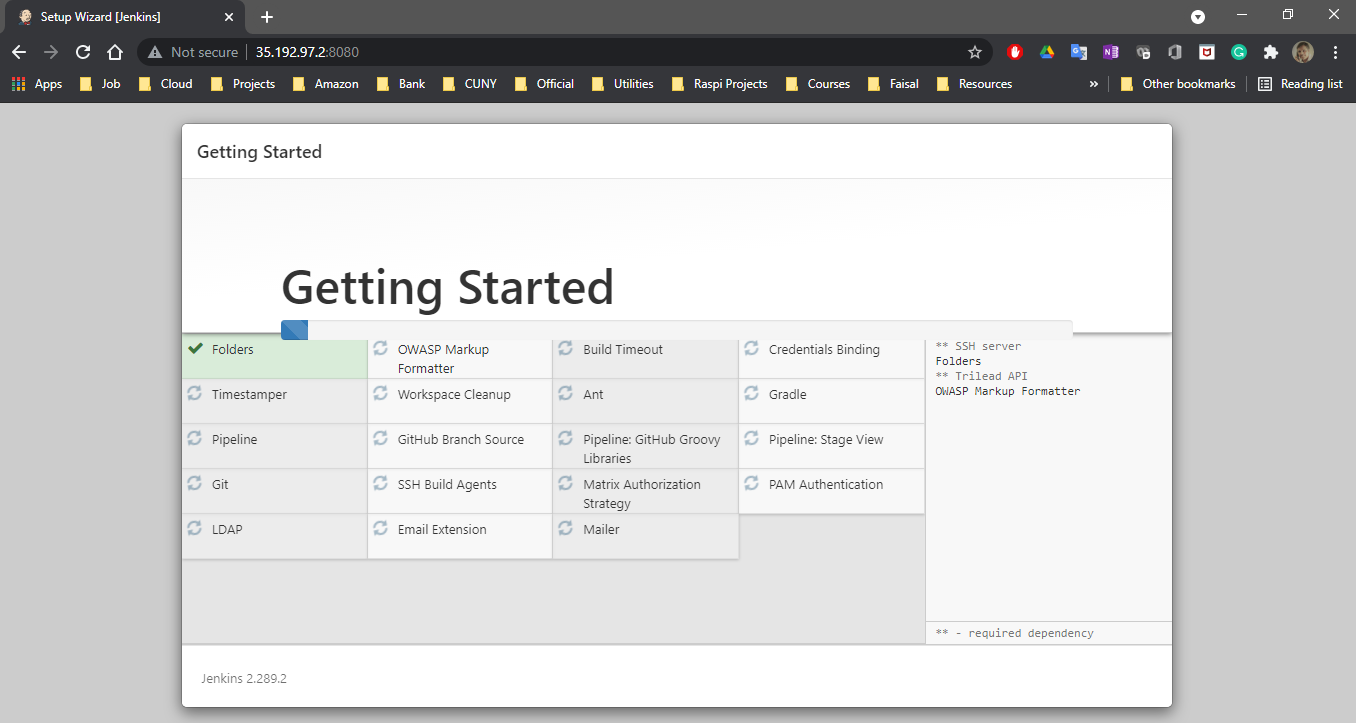 Setup Wizard [Jenkins]
Not secure
35.192.97.2:8080
Apps Job Cloud Projects Amazon Bank CUNY Official Utilities Raspi Projects Courses Faisal Resources » Other bookmarks Reading list
Getting Started
Getting Started
Folders
OWASP Markup
Formatter
Build Timeout
Credentials Binding
Timestamper
Workspace Cleanup
Ant
Gradle
Pipeline
GitHub Branch Source
Pipeline: GitHub Groovy
Libraries
Pipeline: Stage View
Git
SSH Build Agents
Matrix Authorization
Strategy
PAM Authentication
LDAP
Email Extension
Mailer
** SSH server
Folders
** Trilead API
OWASP Markup Formatter
** - required dependency
Jenkins 2.289.2